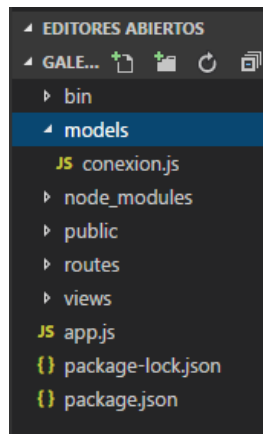 EDITORES ABIERTOS
GALE...
bin
models
JS conexion.js
node_modules
public
routes
views
JS app.js
{} package-lock.json
{} package.json